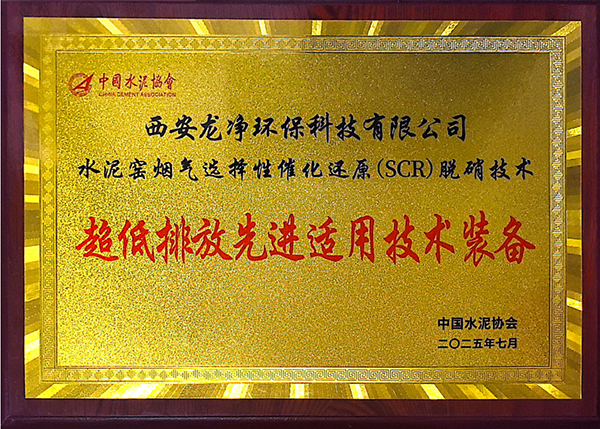 中国水泥協會
CHINA CEMENT ASSOCIATION
西安龙净环保科技有限公司
水泥窑烟气选择性催化还原(SCR)脱硝技术
超低排放先进适用技术装备
中国水泥协会
二〇二五年七月